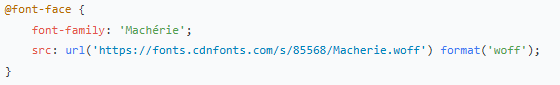 @font-face {
    font-family: 'Machérie';
    src: url('https://fonts.cdnfonts.com/s/85568/Macherie.woff') format('woff');
}